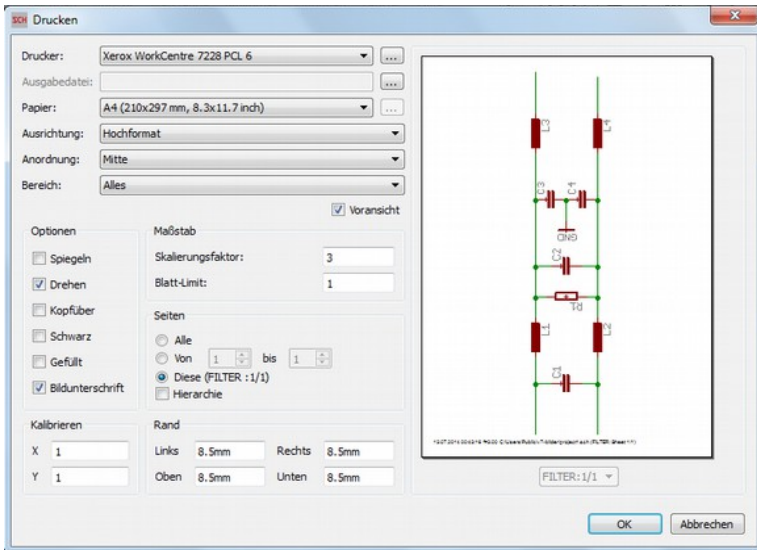 SCH Drucken
Drucker: Xerox WorkCentre 7228 PCL 6 ...
Ausgabedatei: ...
Papier: A4 (210x297 mm, 8.3x11.7 inch) ...
Ausrichtung: Hochformat
Anordnung: Mitte
Bereich: Alles
Voransicht
Optionen
Spiegeln
Drehen
Kopfüber
Schwarz
Gefüllt
Bildunterschrift
Maßstab
Skalierungsfaktor: 3
Blatt-Limit: 1
Seiten
Alle
Von 1 bis 1
Diese (FILTER :1/1)
Hierarchie
Kalibrieren
X 1
Y 1
Rand
Links 8.5mm Rechts 8.5mm
Oben 8.5mm Unten 8.5mm
L3 L4
C3 C4
GND
C2
R1
L1 L2
C1
FILTER:1/1
OK Abbrechen